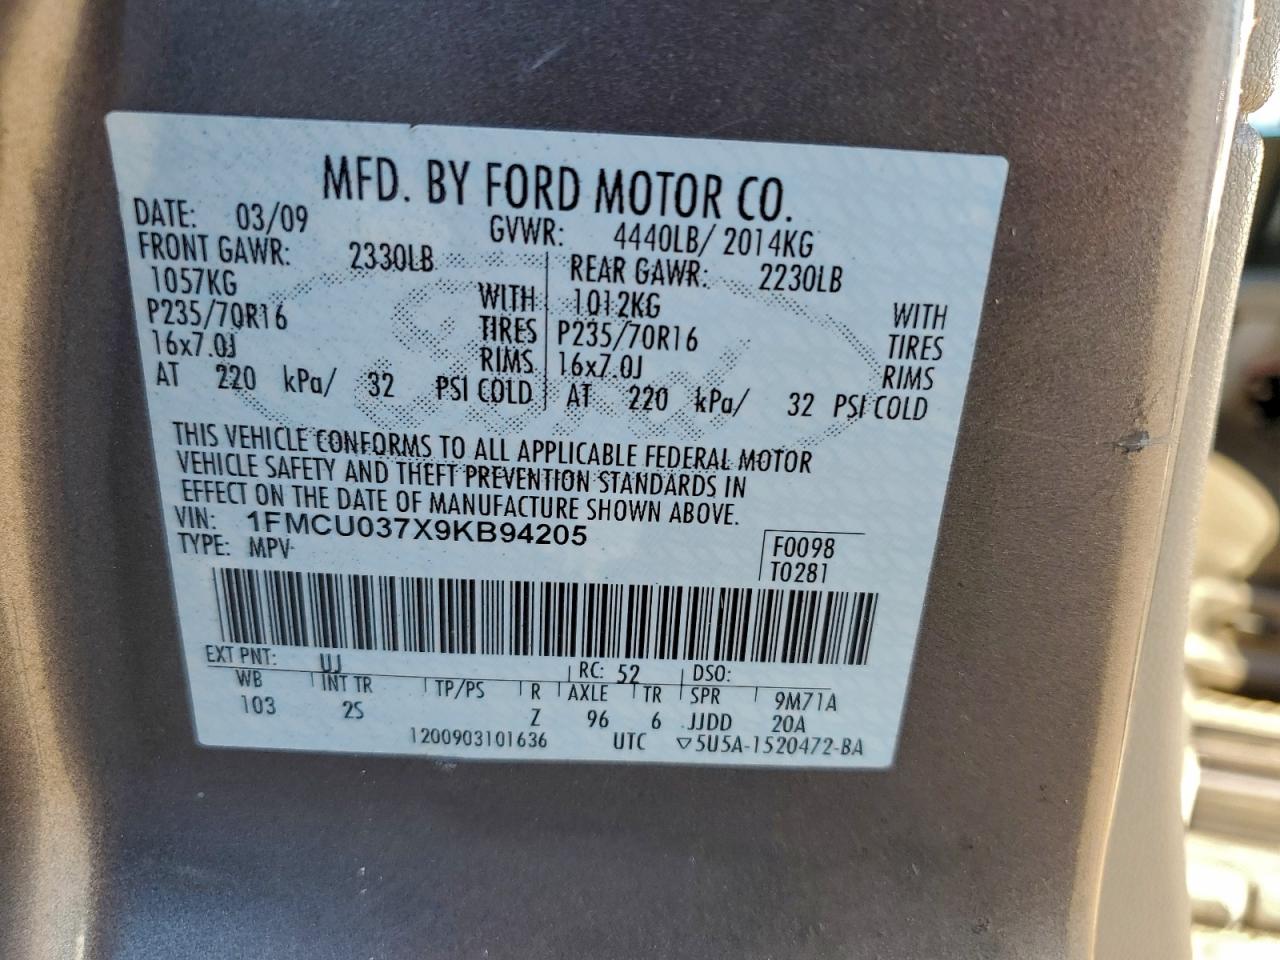 MFD. BY FORD MOTOR CO.
DATE: 03/09 GVWR: 4440LB/ 2014KG
FRONT GAWR: 2330LB REAR GAWR: 2230LB
1057KG WITH 1012KG WITH
P235/70R16 TIRES P235/70R16 TIRES
16x7.0J RIMS 16x7.0J RIMS
AT 220 kPa/ 32 PSI COLD AT 220 kPa/ 32 PSI COLD
THIS VEHICLE CONFORMS TO ALL APPLICABLE FEDERAL MOTOR
VEHICLE SAFETY AND THEFT PREVENTION STANDARDS IN
EFFECT ON THE DATE OF MANUFACTURE SHOWN ABOVE.
VIN: 1FMCU037X9KB94205 F0098
TYPE: MPV T0281
EXT PNT: UJ RC: 52 DSO:
WB INT TR TP/PS R AXLE TR SPR 9M71A
103 2S Z 96 6 JJDD 20A
1200903101636 UTC ▽5U5A-1520472-BA